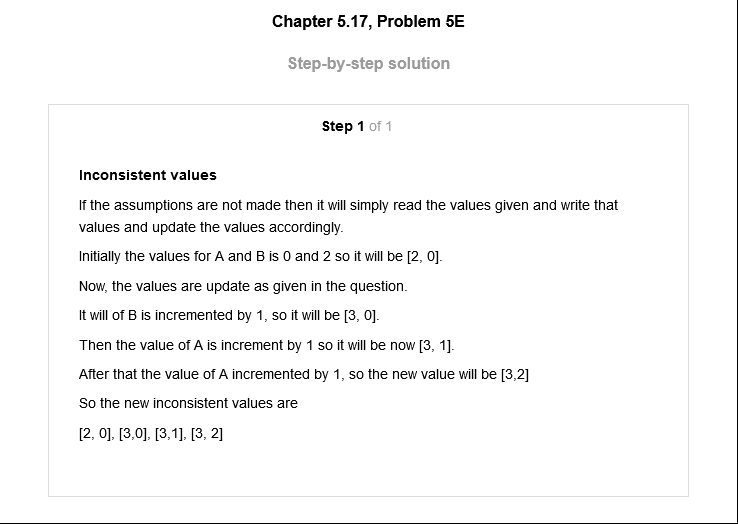 Chapter 5.17, Problem 5E
Step-by-step solution
Step 1 of 1
Inconsistent values
If the assumptions are not made then it will simply read the values given and write that
values and update the values accordingly.
Initially the values for A and B is 0 and 2 so it will be [2, 0].
Now, the values are update as given in the question.
It will of B is incremented by 1, so it will be [3, 0].
Then the value of A is increment by 1 so it will be now [3, 1].
After that the value of A incremented by 1, so the new value will be [3,2]
So the new inconsistent values are
[2, 0], [3,0], [3,1], [3, 2]